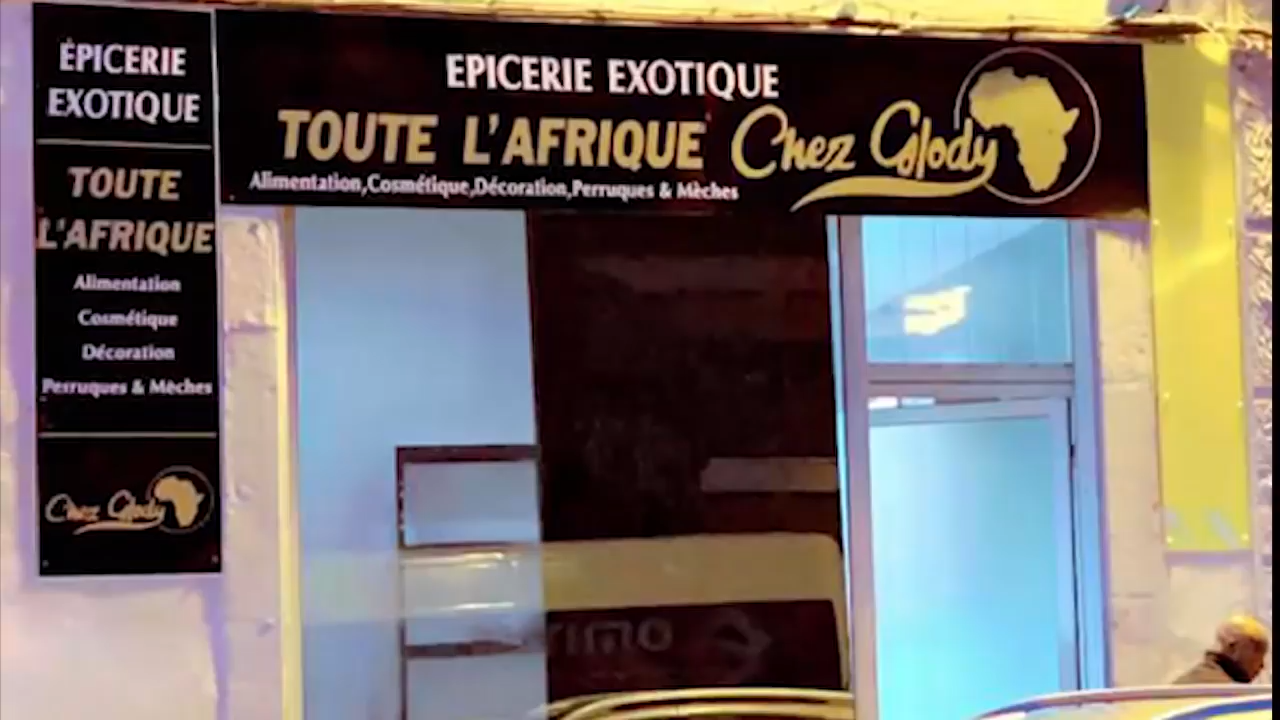 ÉPICERIE
EXOTIQUE
TOUTE
L'AFRIQUE
Alimentation
Cosmétique
Décoration
Perruques & Mèches
Chez Glody
EPICERIE EXOTIQUE
TOUTE L'AFRIQUE Chez Glody
Alimentation,Cosmétique,Décoration,Perruques & Mèches